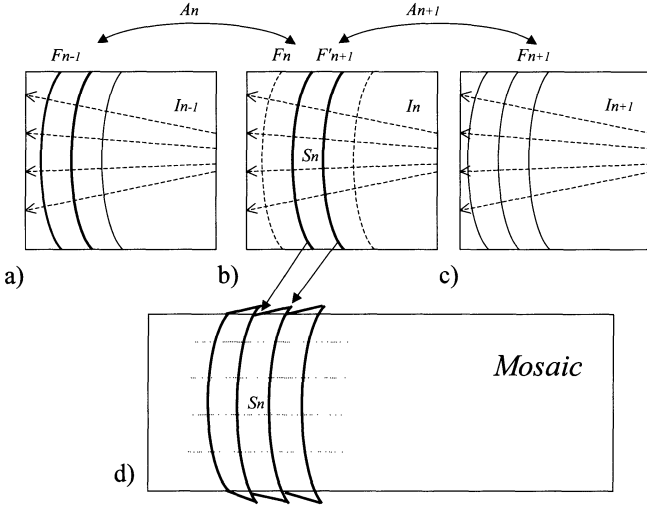 An An+1
Fn-1 Fn F'n+1 Fn+1
In-1 In In+1
Sn
a) b) c)
Mosaic
Sn
d)